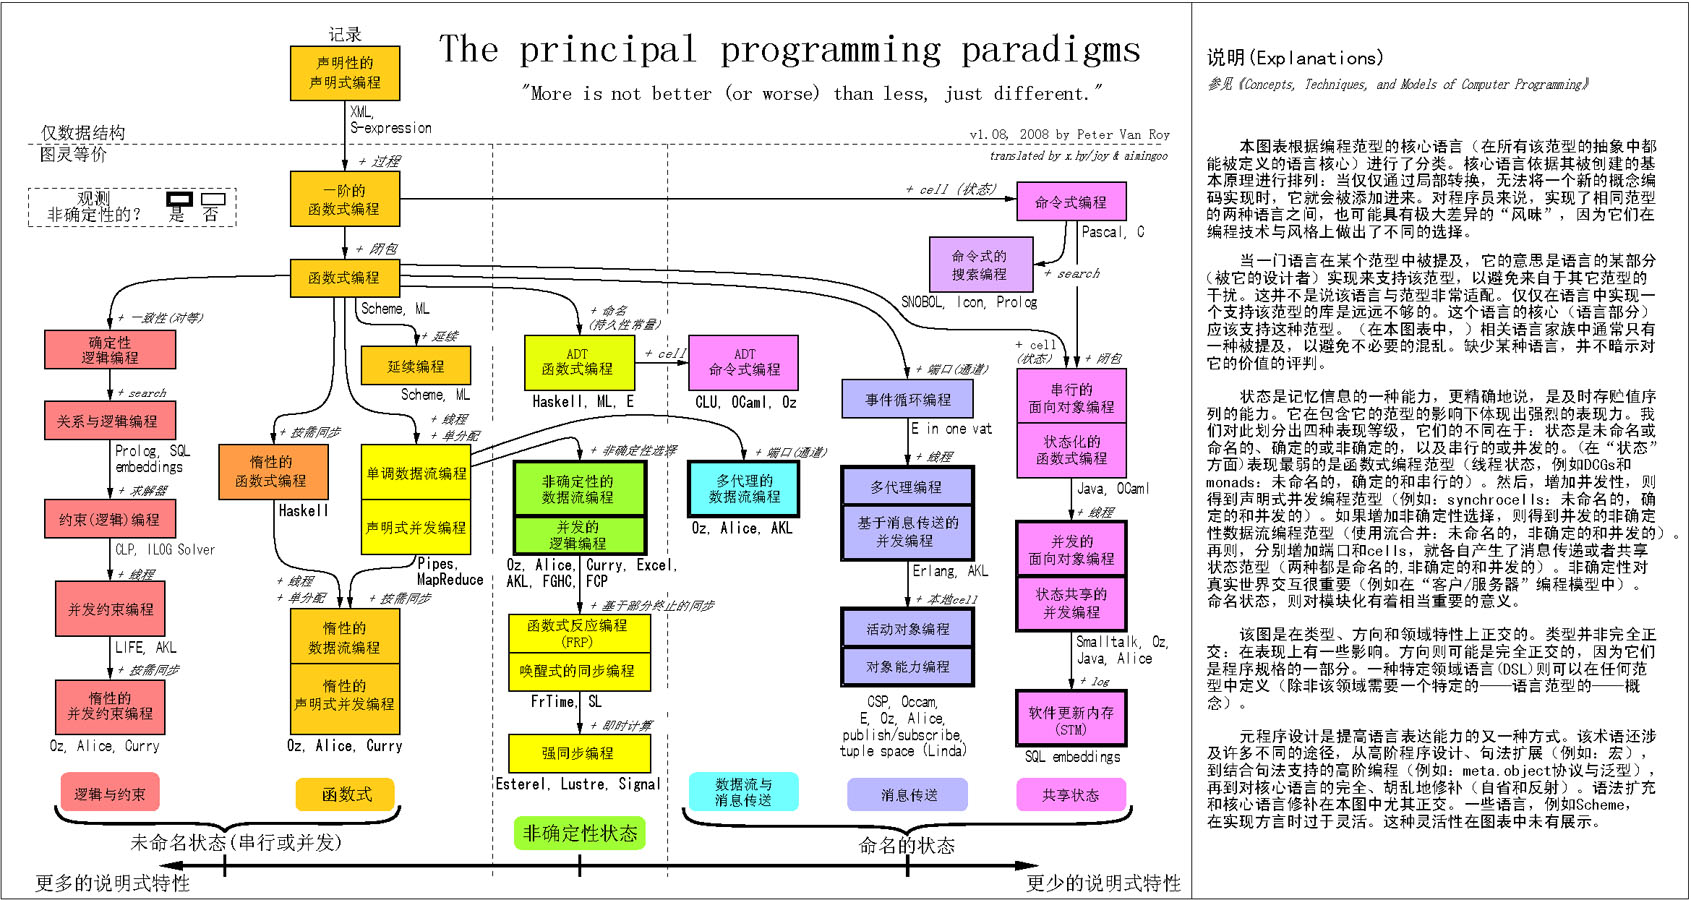 The principal programming paradigms
"More is not better (or worse) than less, just different."
v1.08, 2008 by Peter Van Roy
translated by x.hy/joy & aimingoo
记录
声明性的
声明式编程
XML,
S-expression
仅数据结构
图灵等价
+ 过程
观测
非确定性的?
是
否
一阶的
函数式编程
+ cell (状态)
命令式编程
Pascal, C
+ 闭包
命令式的
搜索编程
+ search
SNOBOL, Icon, Prolog
函数式编程
Scheme, ML
+ 一致性(对等)
确定性
逻辑编程
+ search
关系与逻辑编程
Prolog, SQL
embeddings
+ 求解器
约束(逻辑)编程
CLP, ILOG Solver
+ 线程
并发约束编程
LIFE, AKL
+ 按需同步
惰性的
并发约束编程
Oz, Alice, Curry
+ 延续
延续编程
Scheme, ML
+ 按需同步
惰性的
函数式编程
Haskell
+ 线程
+ 单分配
单调数据流编程
声明式并发编程
Pipes,
MapReduce
+ 线程
+ 单分配
+ 按需同步
惰性的
数据流编程
惰性的
声明式并发编程
Oz, Alice, Curry
+ 命名
(持久性常量)
ADT
函数式编程
Haskell, ML, E
+ cell
ADT
命令式编程
CLU, OCaml, Oz
+ 非确定性选择
非确定性的
数据流编程
并发的
逻辑编程
Oz, Alice, Curry, Excel,
AKL, FGHC, FCP
+ 基于部分终止的同步
函数式反应编程
(FRP)
唤醒式的同步编程
FrTime, SL
+ 即时计算
强同步编程
Esterel, Lustre, Signal
+ 端口(通道)
多代理的
数据流编程
Oz, Alice, AKL
+ 端口(通道)
事件循环编程
E in one vat
+ 线程
多代理编程
基于消息传送的
并发编程
Erlang, AKL
+ 本地cell
活动对象编程
对象能力编程
CSP, Occam,
E, Oz, Alice,
publish/subscribe,
tuple space (Linda)
+ cell
(状态)
+ 闭包
串行的
面向对象编程
状态化的
函数式编程
Java, OCaml
+ 线程
并发的
面向对象编程
状态共享的
并发编程
Smalltalk, Oz,
Java, Alice
+ log
软件更新内存
(STM)
SQL embeddings
逻辑与约束
函数式
非确定性状态
数据流与
消息传送
消息传送
共享状态
未命名状态(串行或并发)
命名的状态
更多的说明式特性
更少的说明式特性
说明(Explanations)
参见《Concepts, Techniques, and Models of Computer Programming》
本图表根据编程范型的核心语言（在所有该范型的抽象中都
能被定义的语言核心）进行了分类。核心语言依据其被创建的基
本原理进行排列：当仅仅通过局部转换，无法将一个新的概念编
码实现时，它就会被添加进来。对程序员来说，实现了相同范型
的两种语言之间，也可能具有极大差异的“风味”，因为它们在
编程技术与风格上做出了不同的选择。
当一门语言在某个范型中被提及，它的意思是语言的某部分
(被它的设计者）实现来支持该范型，以避免来自于其它范型的
干扰。这并不是说该语言与范型非常适配。仅仅在语言中实现一
个支持该范型的库是远远不够的。这个语言的核心（语言部分）
应该支持这种范型。（在本图表中，）相关语言家族中通常只有
一种被提及，以避免不必要的混乱。缺少某种语言，并不暗示对
它的价值的评判。
状态是记忆信息的一种能力，更精确地说，是及时存贮值序
列的能力。它在包含它的范型的影响下体现出强烈的表现力。我
们对此划分出四种表现等级，它们的不同在于：状态是未命名或
命名的、确定的或非确定的，以及串行的或并发的。(在“状态”
方面)表现最弱的是函数式编程范型（线程状态，例如DCGs和
monads：未命名的，确定的和串行的）。然后，增加并发性，则
得到声明式并发编程范型（例如：synchrocells：未命名的，确
定的和并发的）。如果增加非确定性选择，则得到并发的非确定
性数据流编程范型（使用流合并：未命名的，非确定的和并发的）。
再则，分别增加端口和cells，就各自产生了消息传递或者共享
状态范型（两种都是命名的,非确定的和并发的）。非确定性对
真实世界交互很重要（例如在“客户/服务器”编程模型中）。
命名状态，则对模块化有着相当重要的意义。
该图是在类型、方向和领域特性上正交的。类型并非完全正
交：在表现上有一些影响。方向则可能是完全正交的，因为它们
是程序规格的一部分。一种特定领域语言(DSL)则可以在任何范
型中定义（除非该领域需要一个特定的——语言范型的——概
念）。
元程序设计是提高语言表达能力的又一种方式。该术语还涉
及许多不同的途径，从高阶程序设计、句法扩展（例如：宏），
到结合句法支持的高阶编程（例如：meta.object协议与泛型），
再到对核心语言的完全、胡乱地修补（自省和反射）。语法扩充
和核心语言修补在本图中尤其正交。一些语言，例如Scheme，
在实现方言时过于灵活。这种灵活性在图表中未有展示。